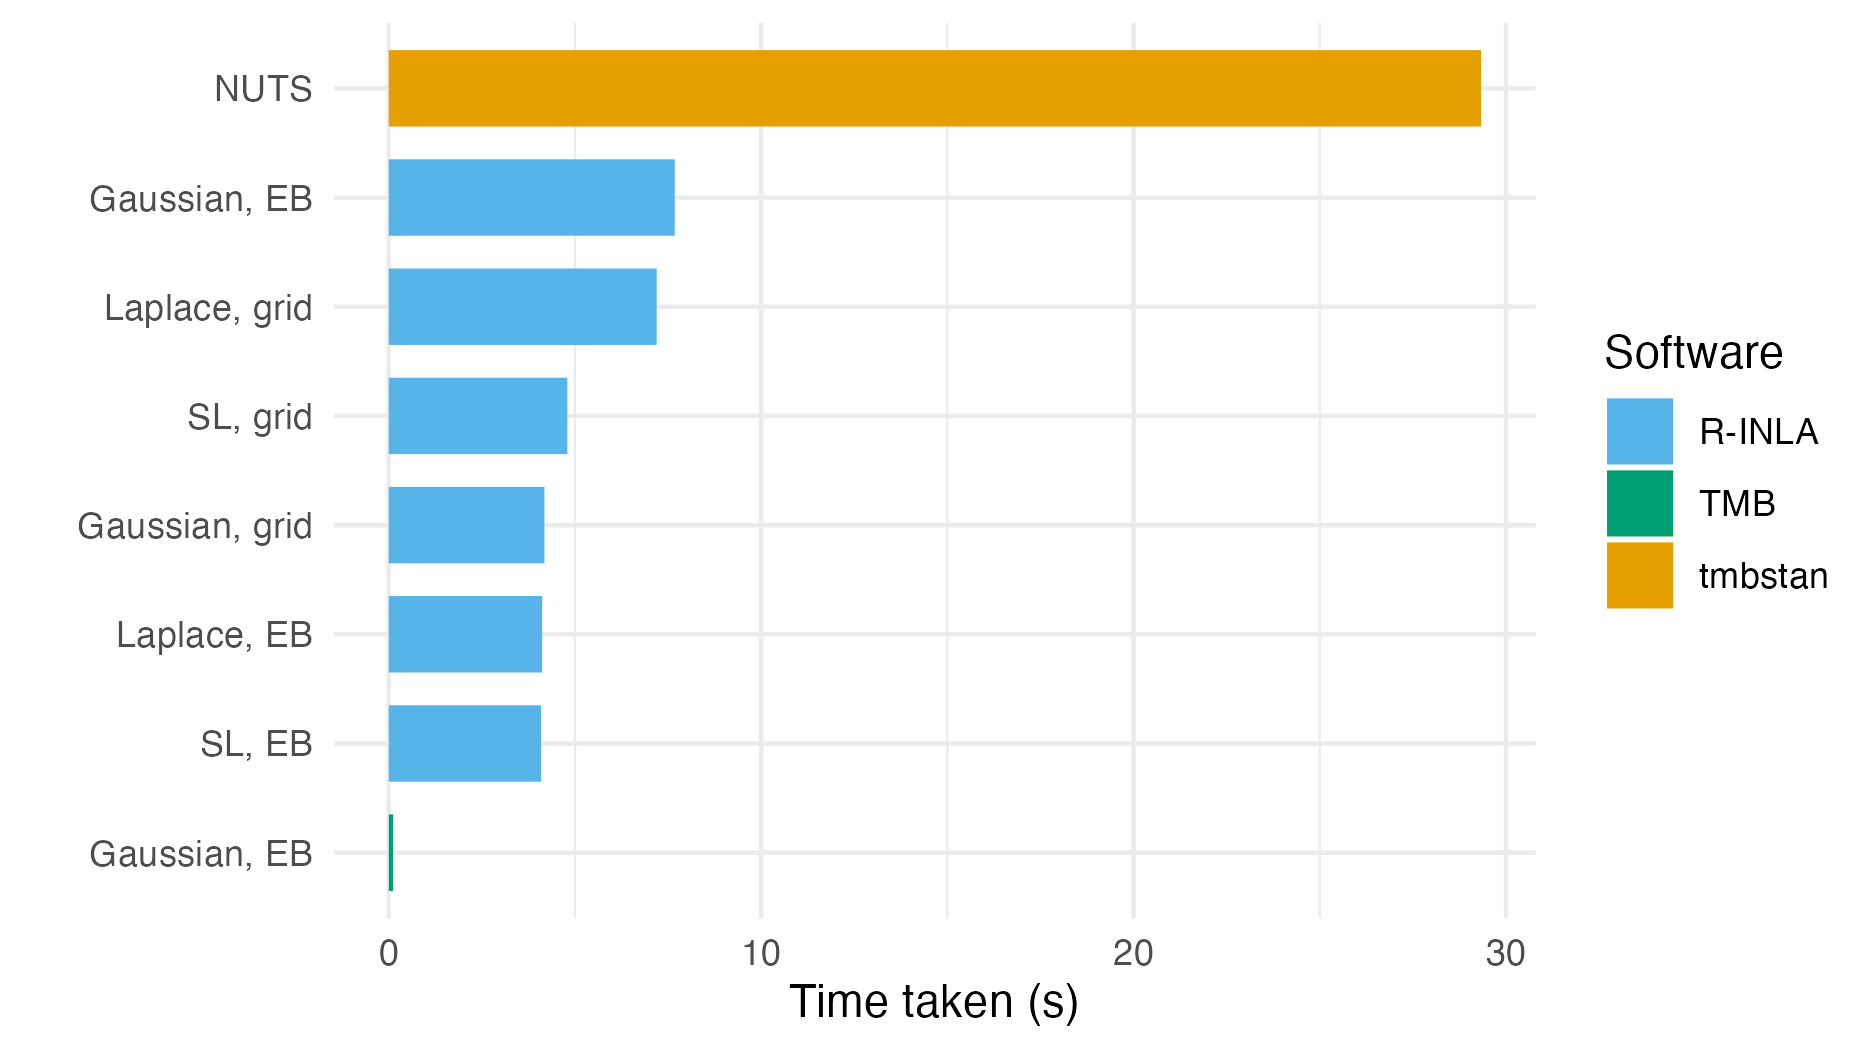 NUTS
Gaussian, EB
Laplace, grid
SL, grid
Gaussian, grid
Laplace, EB
SL, EB
Gaussian, EB
0 10 20 30
Time taken (s)
Software
R-INLA
TMB
tmbstan